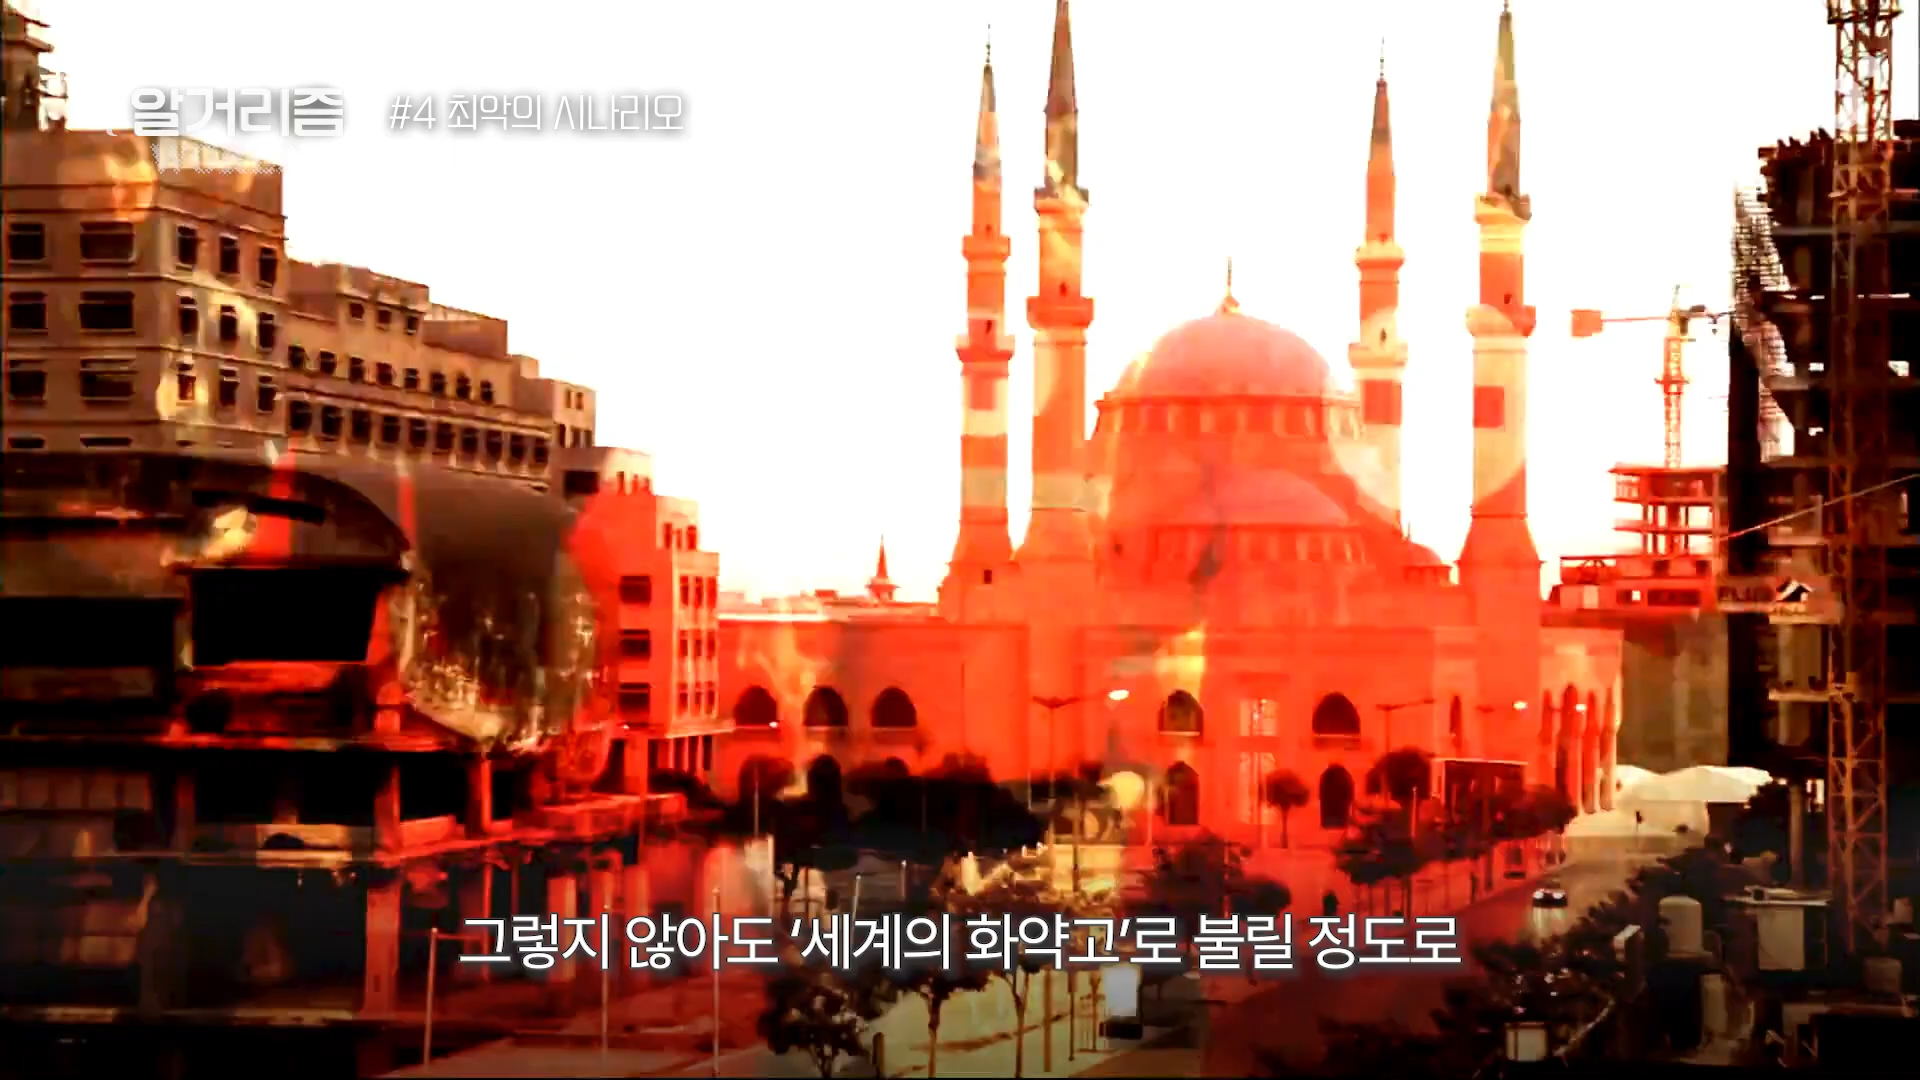 알거리즘 #4 최악의 시나리오
그렇지 않아도 ‘세계의 화약고’로 불릴 정도로